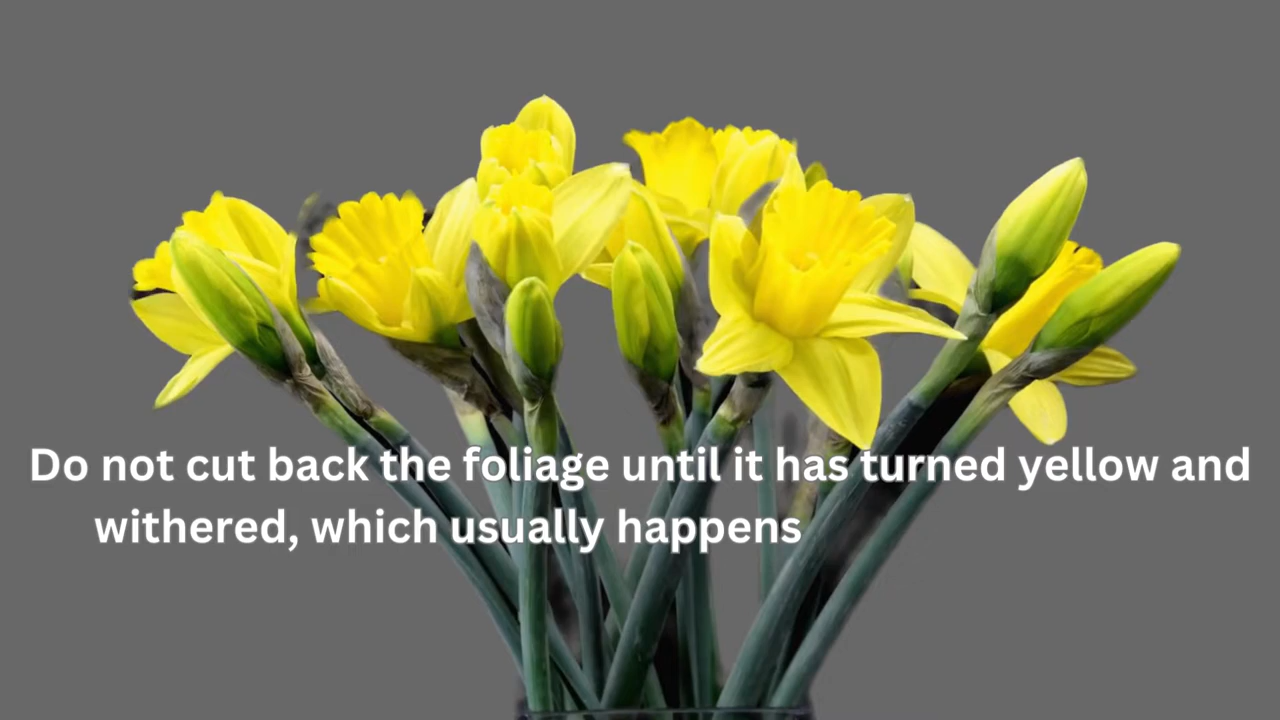 Do not cut back the foliage until it has turned yellow and
withered, which usually happens